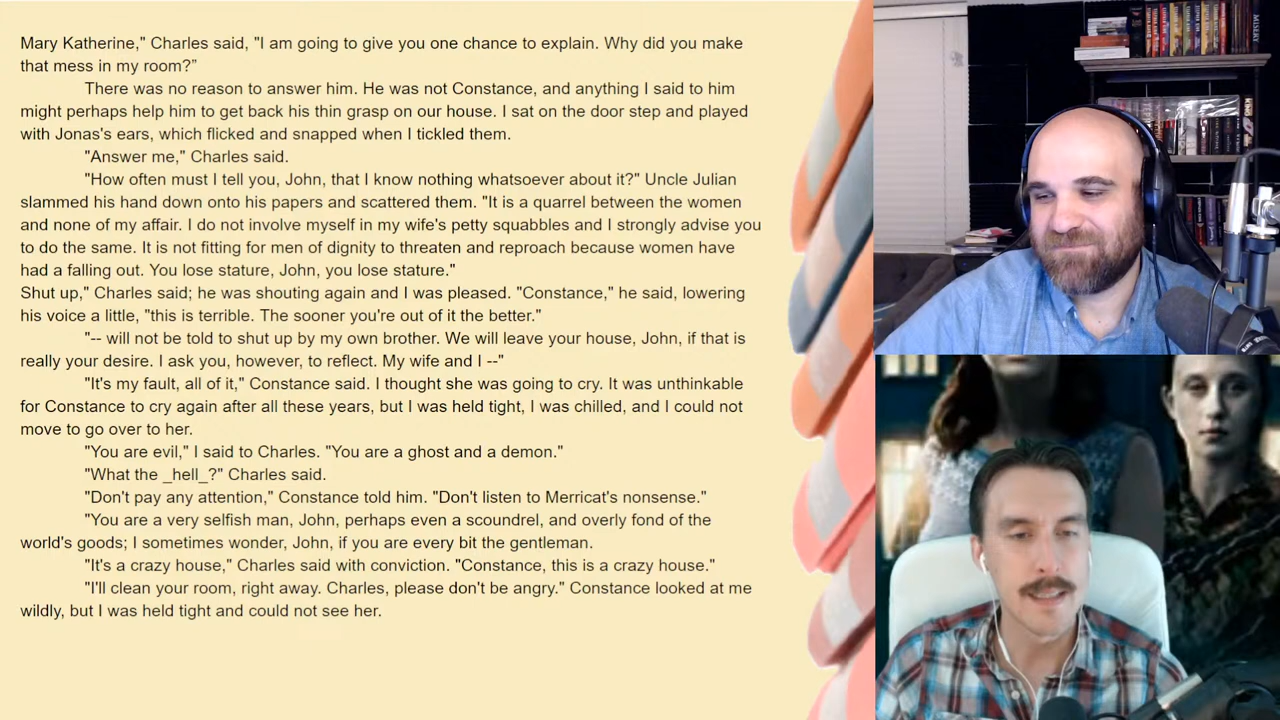 Mary Katherine," Charles said, "I am going to give you one chance to explain. Why did you make
that mess in my room?"
There was no reason to answer him. He was not Constance, and anything I said to him
might perhaps help him to get back his thin grasp on our house. I sat on the door step and played
with Jonas's ears, which flicked and snapped when I tickled them.
"Answer me," Charles said.
"How often must I tell you, John, that I know nothing whatsoever about it?" Uncle Julian
slammed his hand down onto his papers and scattered them. "It is a quarrel between the women
and none of my affair. I do not involve myself in my wife's petty squabbles and I strongly advise you
to do the same. It is not fitting for men of dignity to threaten and reproach because women have
had a falling out. You lose stature, John, you lose stature."
Shut up," Charles said; he was shouting again and I was pleased. "Constance," he said, lowering
his voice a little, "this is terrible. The sooner you're out of it the better."
"-- will not be told to shut up by my own brother. We will leave your house, John, if that is
really your desire. I ask you, however, to reflect. My wife and I --"
"It's my fault, all of it," Constance said. I thought she was going to cry. It was unthinkable
for Constance to cry again after all these years, but I was held tight, I was chilled, and I could not
move to go over to her.
"You are evil," I said to Charles. "You are a ghost and a demon."
"What the _hell_?" Charles said.
"Don't pay any attention," Constance told him. "Don't listen to Merricat's nonsense."
"You are a very selfish man, John, perhaps even a scoundrel, and overly fond of the
world's goods; I sometimes wonder, John, if you are every bit the gentleman.
"It's a crazy house," Charles said with conviction. "Constance, this is a crazy house."
"I'll clean your room, right away. Charles, please don't be angry." Constance looked at me
wildly, but I was held tight and could not see her.
MISERY
KING